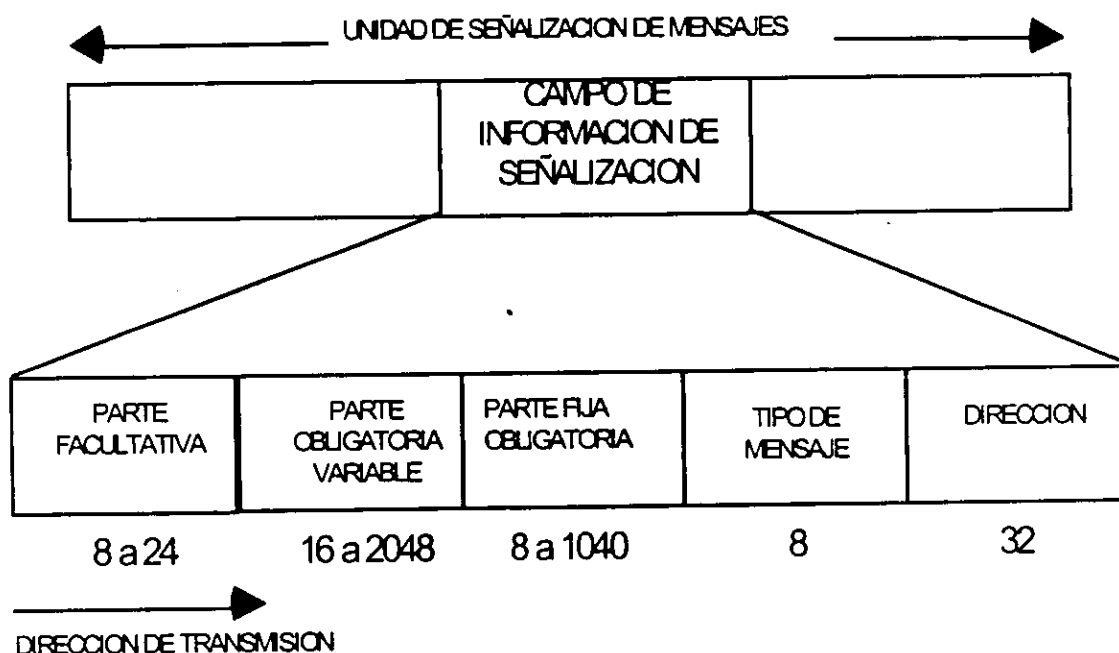 UNIDAD DE SEÑALIZACION DE MENSAJES
CAMPO DE
INFORMACION DE
SEÑALIZACION
PARTE
FACULTATIVA
PARTE
OBLIGATORIA
VARIABLE
PARTE FIJA
OBLIGATORIA
TIPO DE
MENSAJE
DIRECCION
8 a 24
16 a 2048
8 a 1040
8
32
DIRECCION DE TRANSMISION